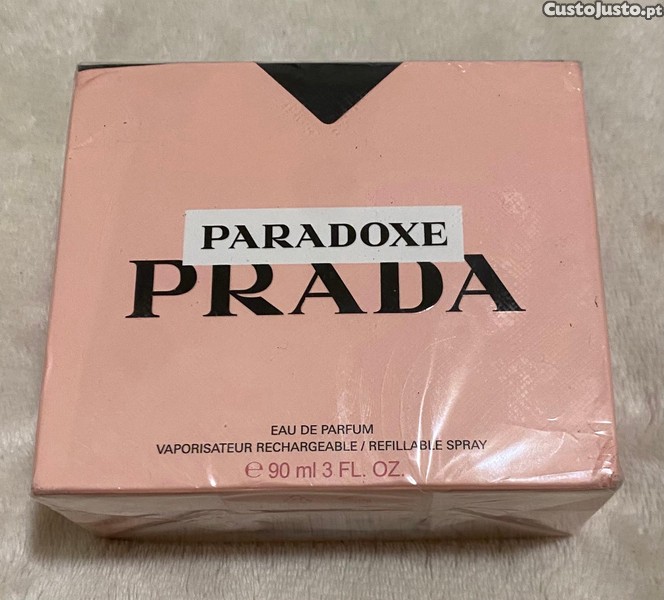 CustoJusto.pt
PARADOXE
PRADA
EAU DE PARFUM
VAPORISATEUR RECHARGEABLE / REFILLABLE SPRAY
℮ 90 ml 3 FL. OZ.